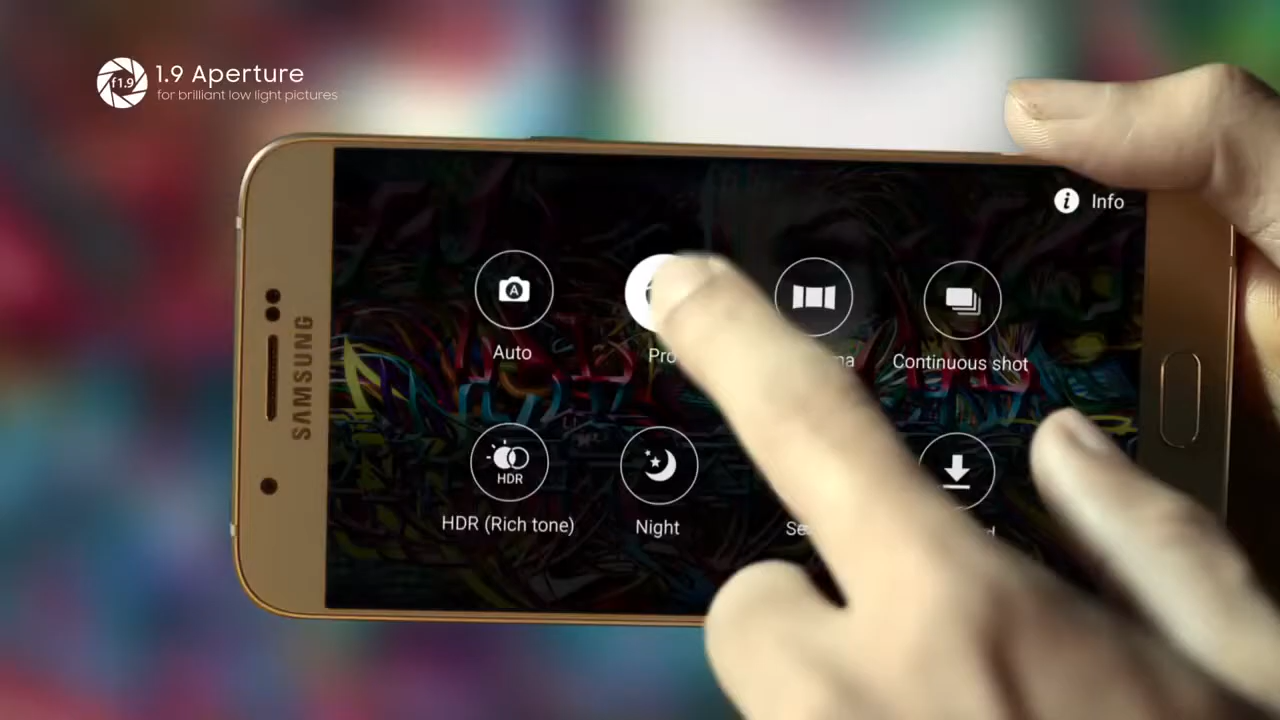 f1.9
1.9 Aperture
for brilliant low light pictures
SAMSUNG
Info
Auto
Pro
Continuous shot
HDR
HDR (Rich tone)
Night